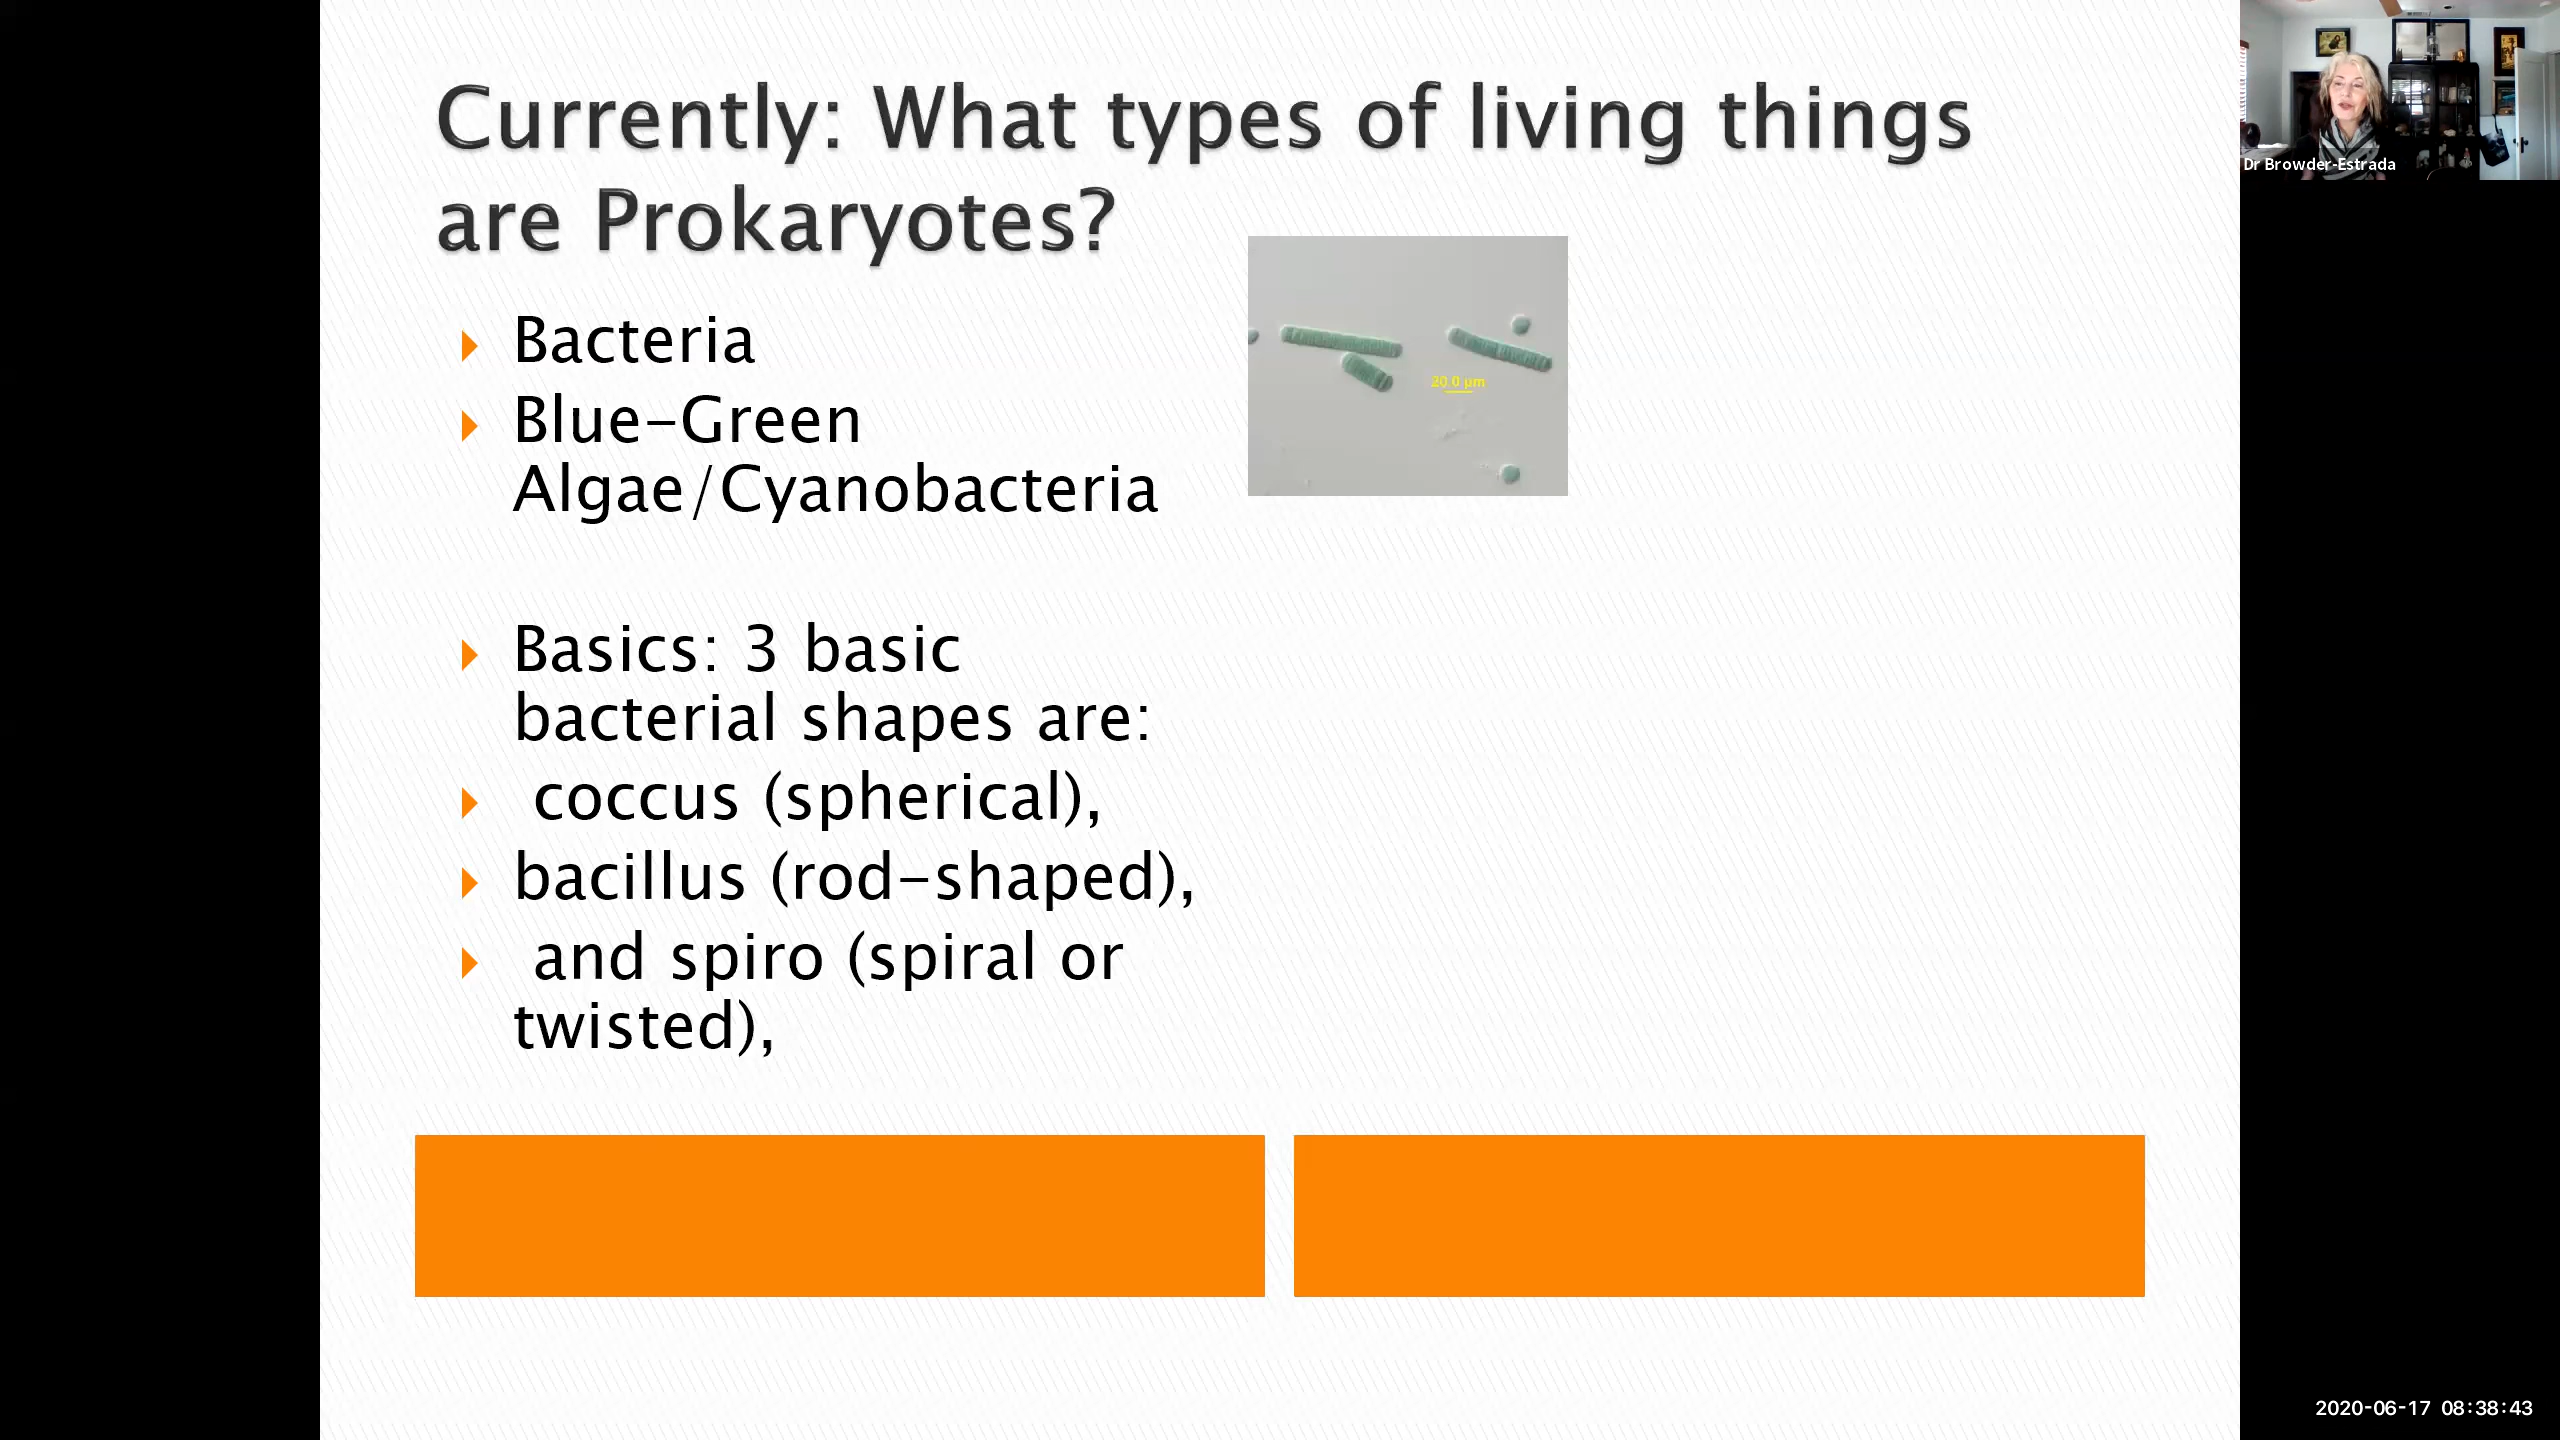 Currently: What types of living things
are Prokaryotes?
Bacteria
Blue-Green
Algae/Cyanobacteria
20.0 µm
Basics: 3 basic
bacterial shapes are:
coccus (spherical),
bacillus (rod-shaped),
and spiro (spiral or
twisted),
Dr Browder-Estrada
2020-06-17 08:38:43